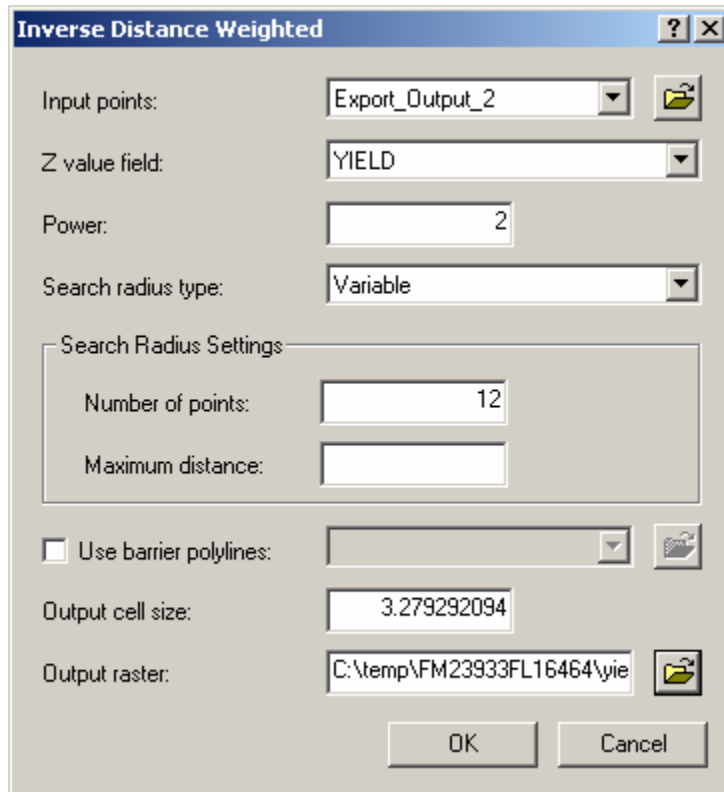 Inverse Distance Weighted
Input points: Export_Output_2
Z value field: YIELD
Power: 2
Search radius type: Variable
Search Radius Settings
Number of points: 12
Maximum distance:
Use barrier polylines:
Output cell size: 3.279292094
Output raster: C:\temp\FM23933FL16464\yie
OK Cancel